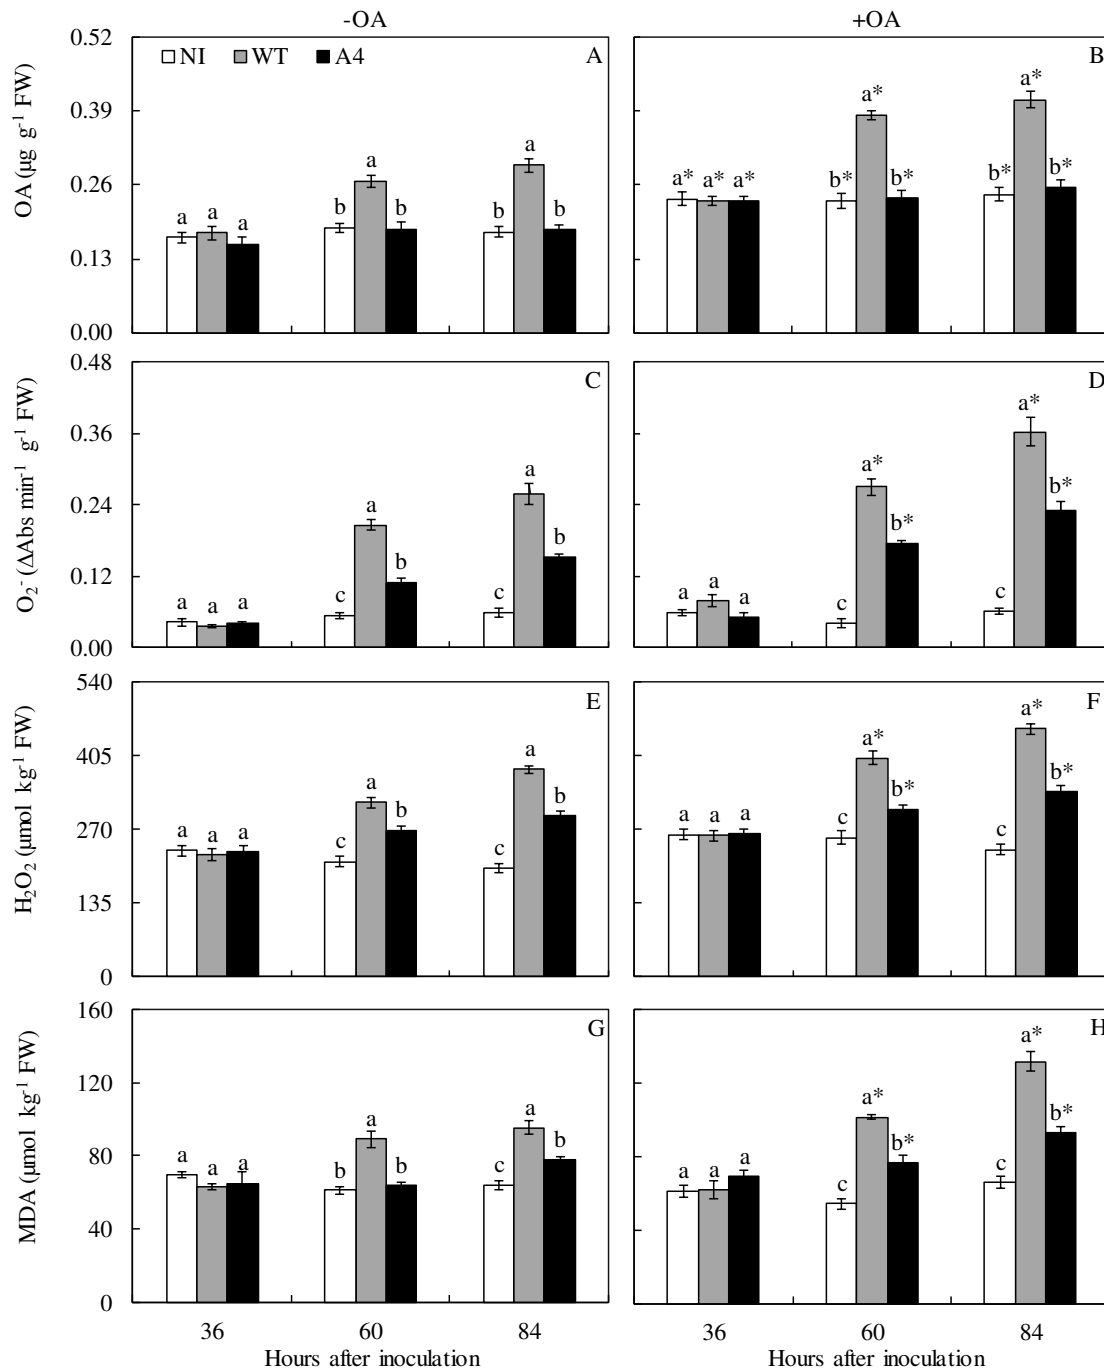 -OA
+OA
OA (µg g⁻¹ FW)
0.52
0.39
0.26
0.13
0.00
NI WT A4
A
a a a
b a b
b a b
B
a* a* a*
b* a* b*
b* a* b*
O₂⁻ (ΔAbs min⁻¹ g⁻¹ FW)
0.48
0.36
0.24
0.12
0.00
C
a a a
c a b
c a b
D
a a a
c a* b*
c a* b*
H₂O₂ (µmol kg⁻¹ FW)
540
405
270
135
0
E
a a a
c a b
c a b
F
a a a
c a* b*
c a* b*
MDA (µmol kg⁻¹ FW)
160
120
80
40
0
G
a a a
b a b
c a b
H
a a a
c a* b*
c a* b*
36 60 84
36 60 84
Hours after inoculation
Hours after inoculation